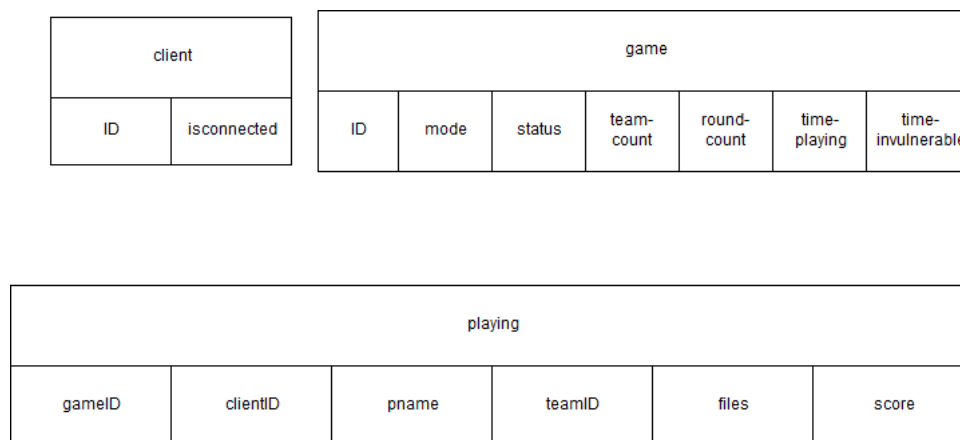 client
game
ID
isconnected
ID
mode
status
team-
count
round-
count
time-
playing
time-
invulnerable
playing
gameID
clientID
pname
teamID
files
score